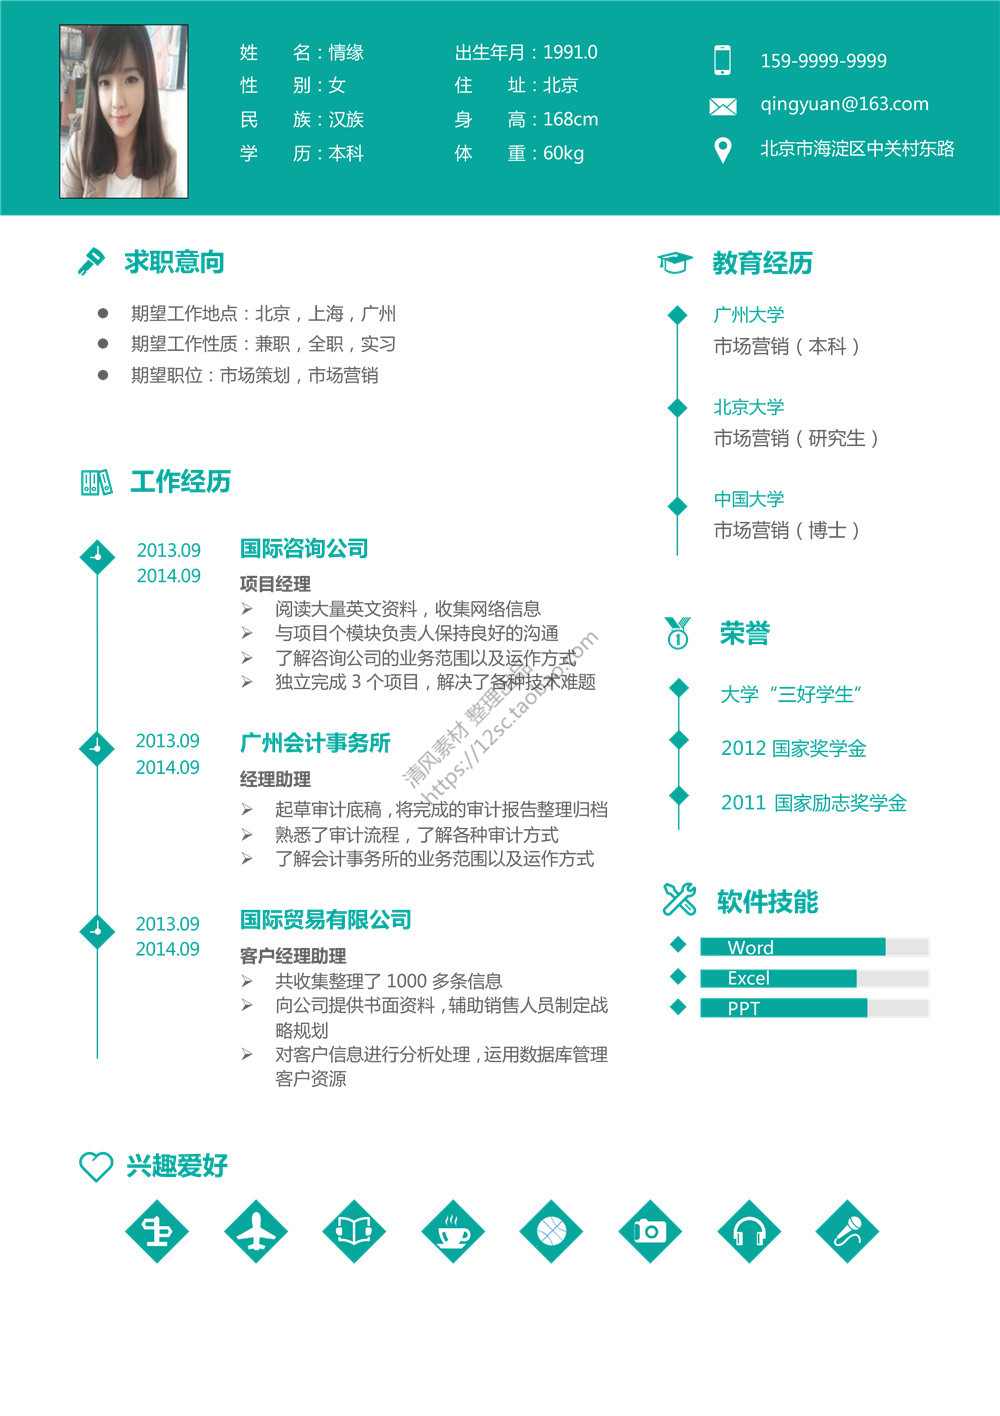 姓 名：情缘
性 别：女
民 族：汉族
学 历：本科
出生年月：1991.0
住 址：北京
身 高：168cm
体 重：60kg
159-9999-9999
qingyuan@163.com
北京市海淀区中关村东路
求职意向
期望工作地点：北京，上海，广州
期望工作性质：兼职，全职，实习
期望职位：市场策划，市场营销
工作经历
2013.09
2014.09
国际咨询公司
项目经理
阅读大量英文资料，收集网络信息
与项目个模块负责人保持良好的沟通
了解咨询公司的业务范围以及运作方式
独立完成 3 个项目，解决了各种技术难题
2013.09
2014.09
广州会计事务所
经理助理
起草审计底稿，将完成的审计报告整理归档
熟悉了审计流程，了解各种审计方式
了解会计事务所的业务范围以及运作方式
2013.09
2014.09
国际贸易有限公司
客户经理助理
共收集整理了 1000 多条信息
向公司提供书面资料，辅助销售人员制定战
略规划
对客户信息进行分析处理，运用数据库管理
客户资源
教育经历
广州大学
市场营销（本科）
北京大学
市场营销（研究生）
中国大学
市场营销（博士）
荣誉
1
大学“三好学生“
2012 国家奖学金
2011 国家励志奖学金
软件技能
Word
Excel
PPT
兴趣爱好
清风素材 整理出品
https://12sc.taobao.com